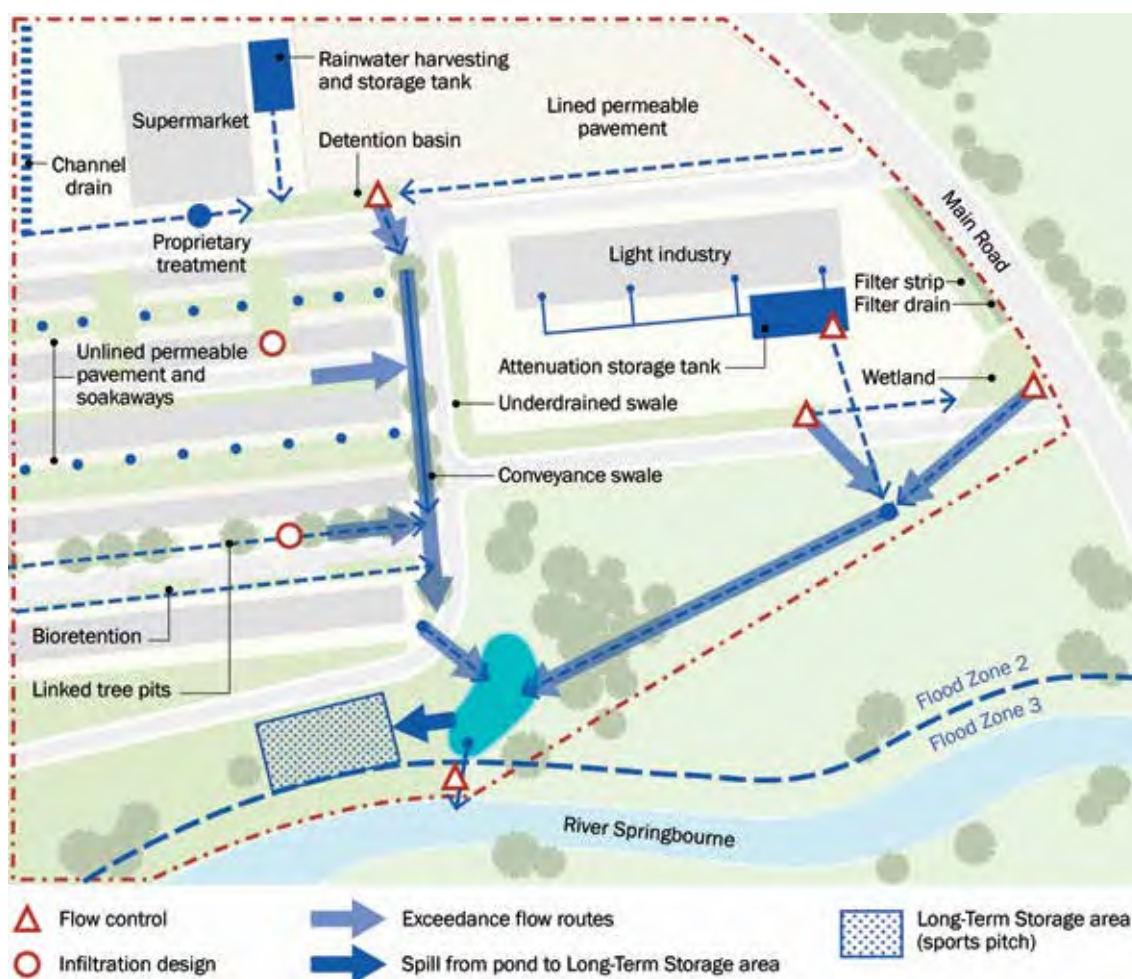 Rainwater harvesting
and storage tank
Supermarket
Lined permeable
pavement
Detention basin
Channel
drain
Main Road
Proprietary
treatment
Light industry
Filter strip
Filter drain
Unlined permeable
pavement and
soakaways
Attenuation storage tank
Wetland
Underdrained swale
Conveyance swale
Bioretention
Linked tree pits
Flood Zone 2
Flood Zone 3
River Springbourne
Flow control
Exceedance flow routes
Long-Term Storage area
(sports pitch)
Infiltration design
Spill from pond to Long-Term Storage area